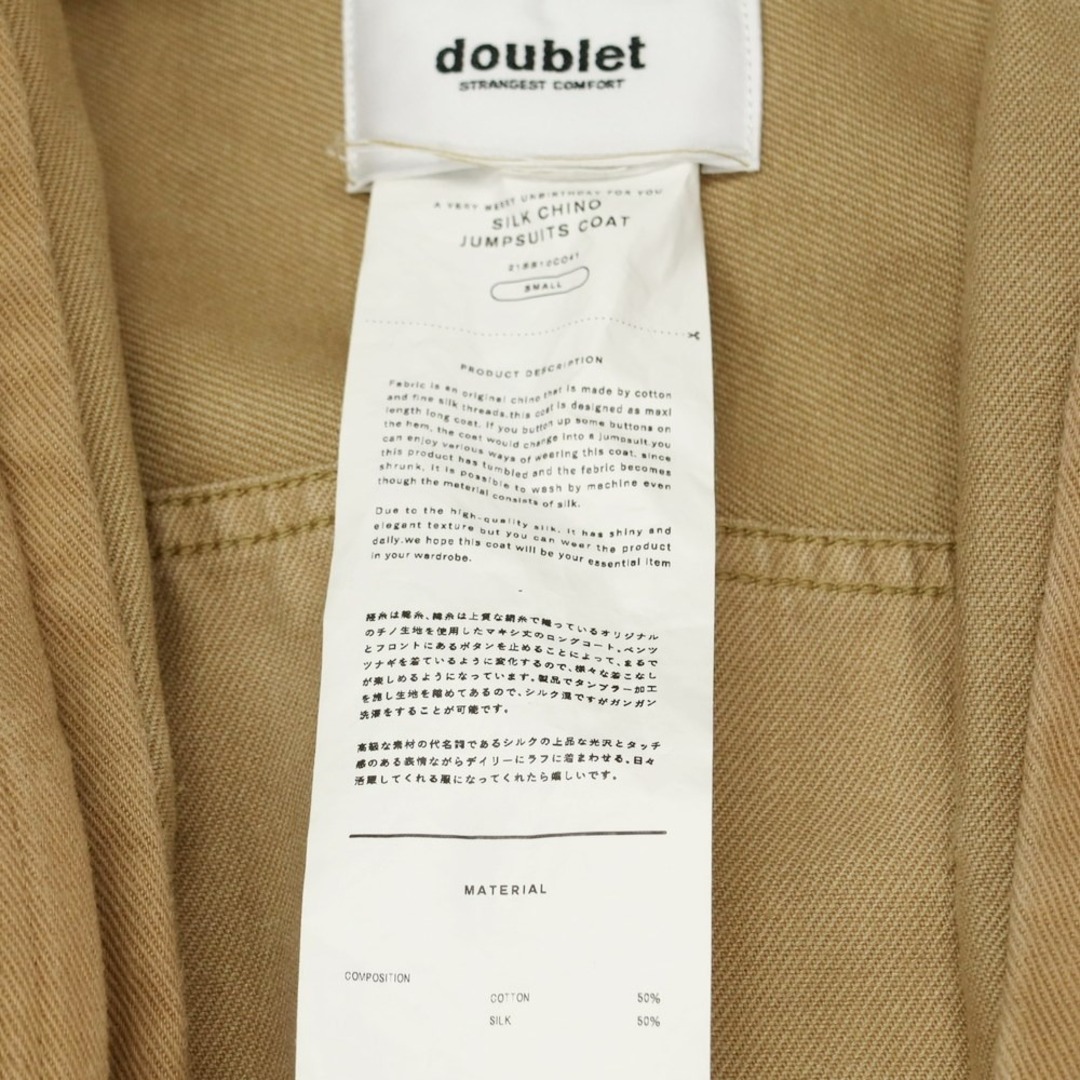 doublet
STRANGEST COMFORT
A VERY MERRY UNBIRTHDAY FOR YOU
SILK CHINO
JUMPSUITS COAT
SMALL
PRODUCT DESCRIPTION
Fabric is an original chino that is made by cotton
and fine silk threads.this coat is designed as maxi
length long coat. if you button up some buttons on
the hem, the coat would change into a jumpsuit.you
can enjoy various ways of wearing this coat. since
this product has tumbled and the fabric becomes
shrunk, it is possible to wash by machine even
though the meterial consists of silk.
Due to the high-quality silk, it has shiny and
elegant texture but you can wear the product
daily.we hope this coat will be your essential item
in your wardrobe.
経糸は綿糸、緯糸は上質な絹糸で織っているオリジナル
のチノ生地を使用したマキシ丈のロングコート。ベンツ
とフロントにあるボタンを止めることによって、まるで
ツナギを着ているように変化するので、様々な着こなし
が楽しめるようになっています。製品でタンブラー加工
を施し生地を縮めてあるので、シルク混ですがガンガン
洗濯をすることが可能です。
高級な素材の代名詞であるシルクの上品な光沢とタッチ
感のある表情ながらデイリーにラフに着まわせる。日々
活躍してくれる服になってくれたら嬉しいです。
MATERIAL
COMPOSITION
COTTON 50%
SILK 50%